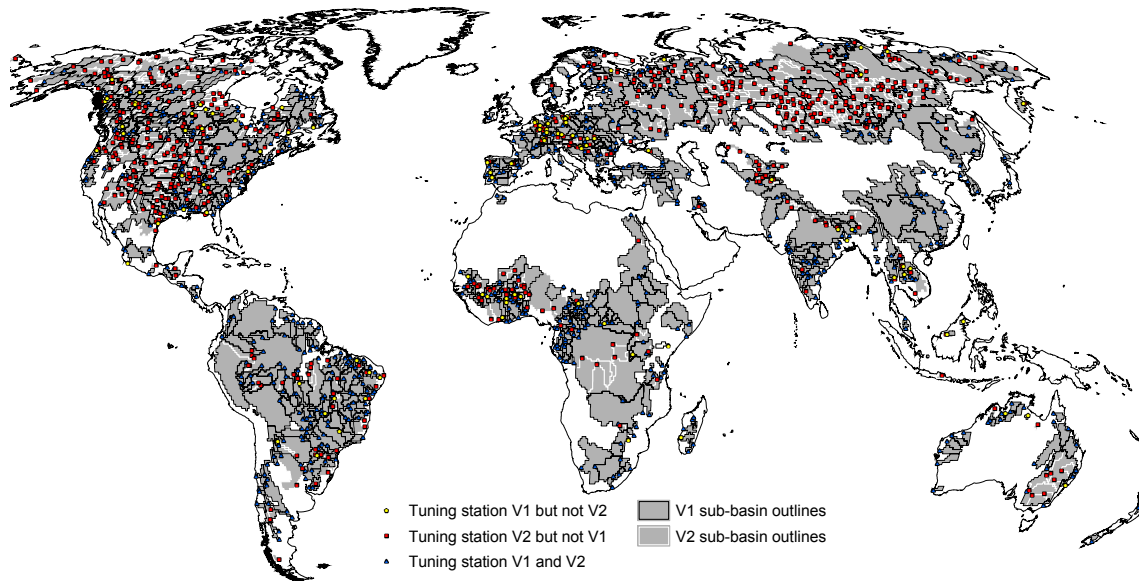 Tuning station V1 but not V2
Tuning station V2 but not V1
Tuning station V1 and V2
V1 sub-basin outlines
V2 sub-basin outlines